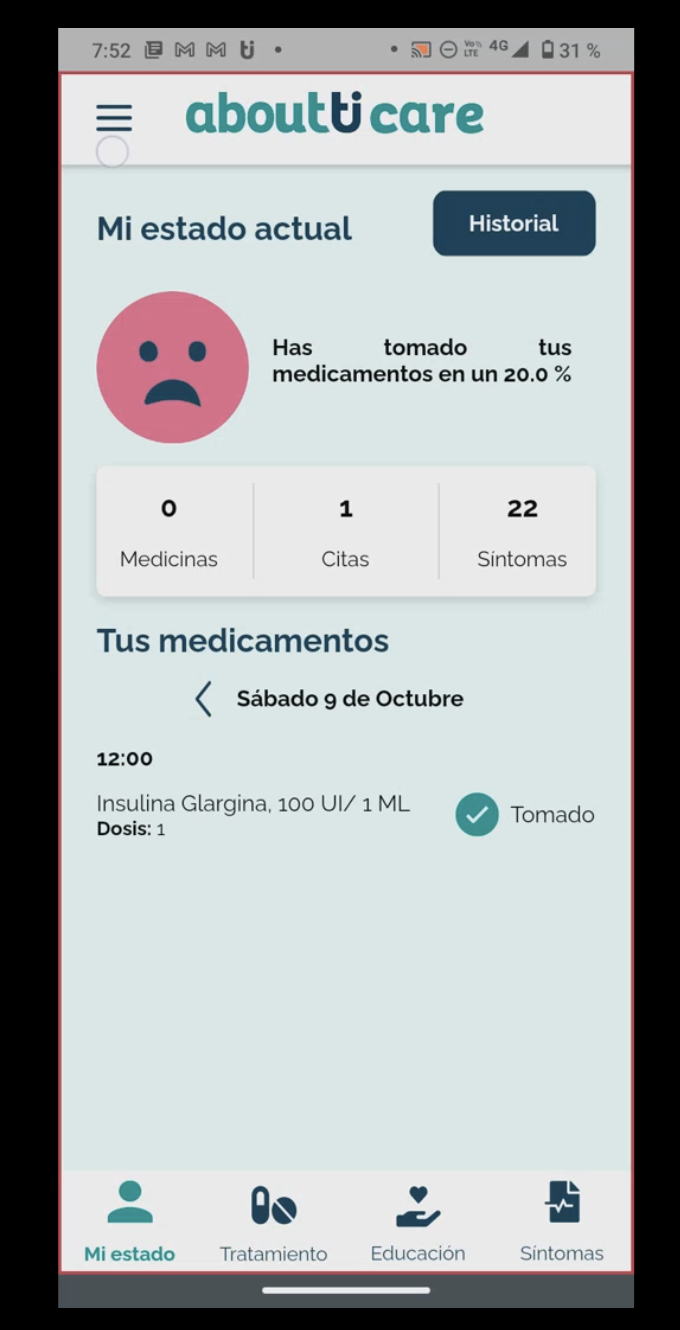 7:52 Vo)) LTE 4G 31 %
aboutti care
Mi estado actual
Historial
Has tomado tus
medicamentos en un 20.0 %
0 1 22
Medicinas Citas Síntomas
Tus medicamentos
Sábado 9 de Octubre
12:00
Insulina Glargina, 100 UI/ 1 ML
Dosis: 1
Tomado
Mi estado Tratamiento Educación Síntomas